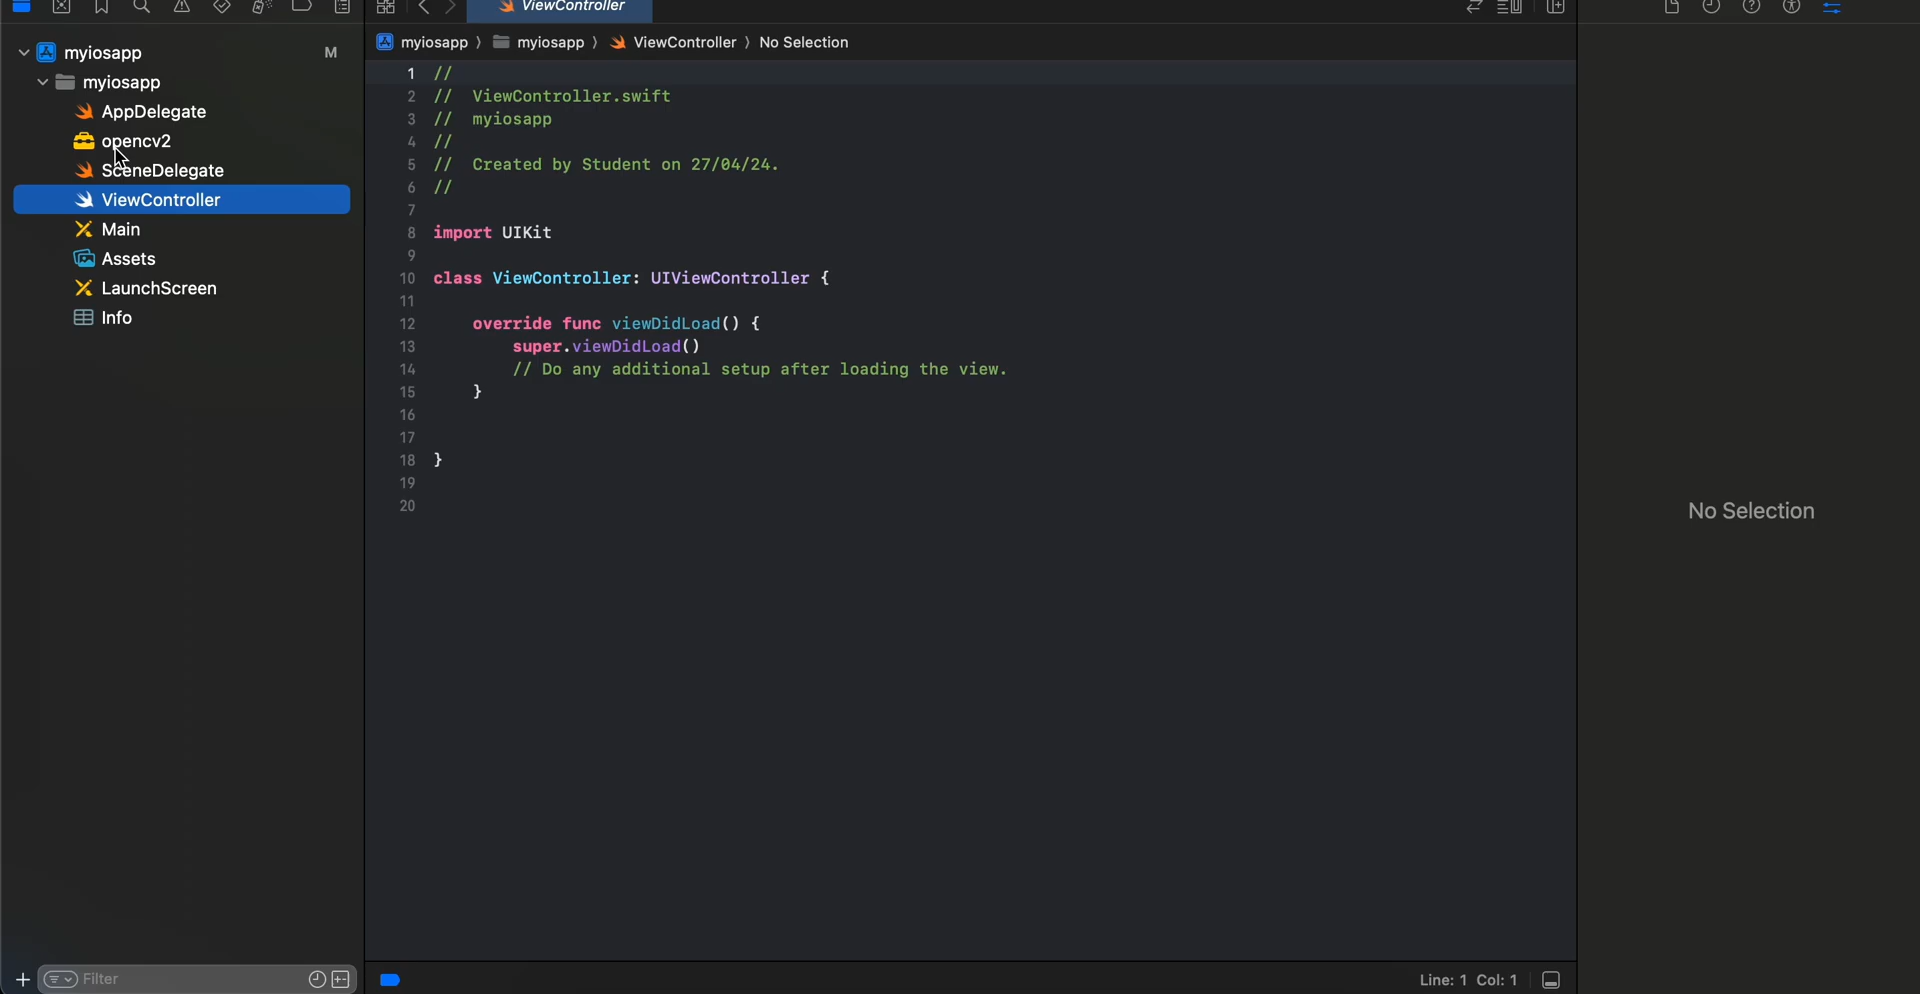 ViewController
myiosapp M
myiosapp
AppDelegate
opencv2
SceneDelegate
ViewController
Main
Assets
LaunchScreen
Info
Filter
myiosapp 〉 myiosapp 〉 ViewController 〉 No Selection
1 //
2 //  ViewController.swift
3 //  myiosapp
4 //
5 //  Created by Student on 27/04/24.
6 //
7
8 import UIKit
9
10 class ViewController: UIViewController {
11
12     override func viewDidLoad() {
13         super.viewDidLoad()
14         // Do any additional setup after loading the view.
15     }
16
17
18 }
19
20
Line: 1 Col: 1
No Selection